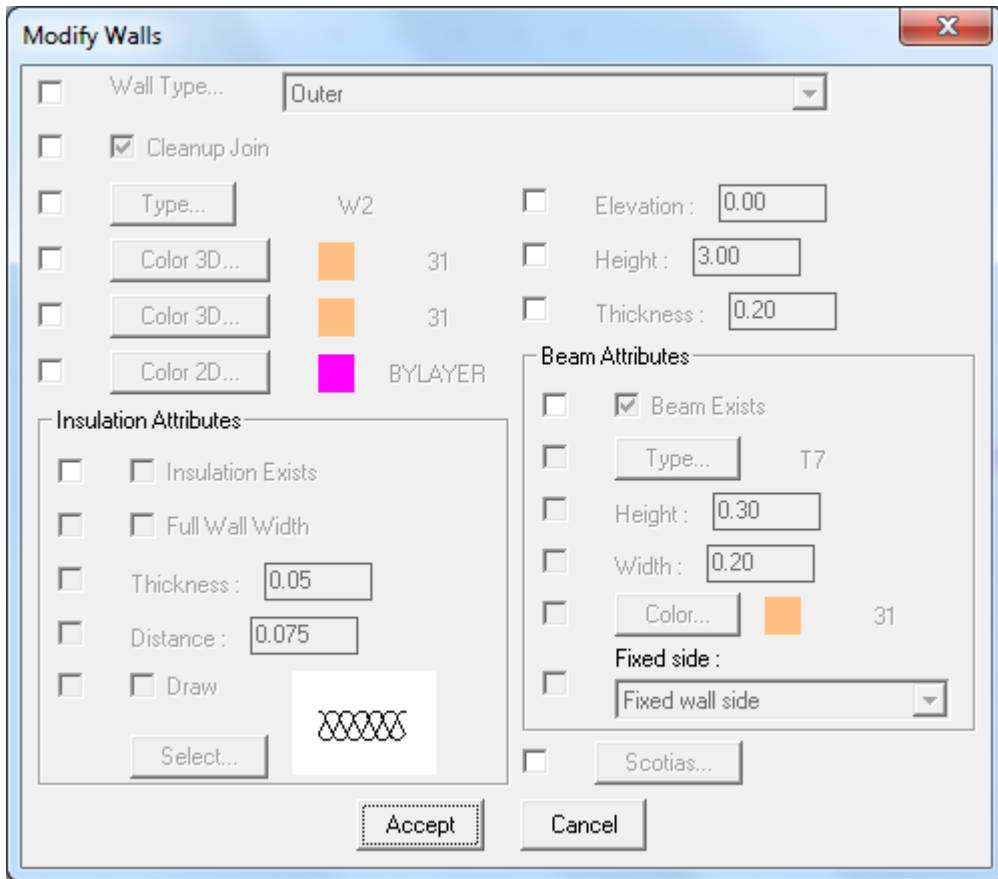 Modify Walls
Wall Type... Outer
Cleanup Join
Type... W2
Color 3D... 31
Color 3D... 31
Color 2D... BYLAYER
Elevation : 0.00
Height : 3.00
Thickness : 0.20
Insulation Attributes
Insulation Exists
Full Wall Width
Thickness : 0.05
Distance : 0.075
Draw
Select...
Beam Attributes
Beam Exists
Type... T7
Height : 0.30
Width : 0.20
Color... 31
Fixed side :
Fixed wall side
Scotias...
Accept Cancel